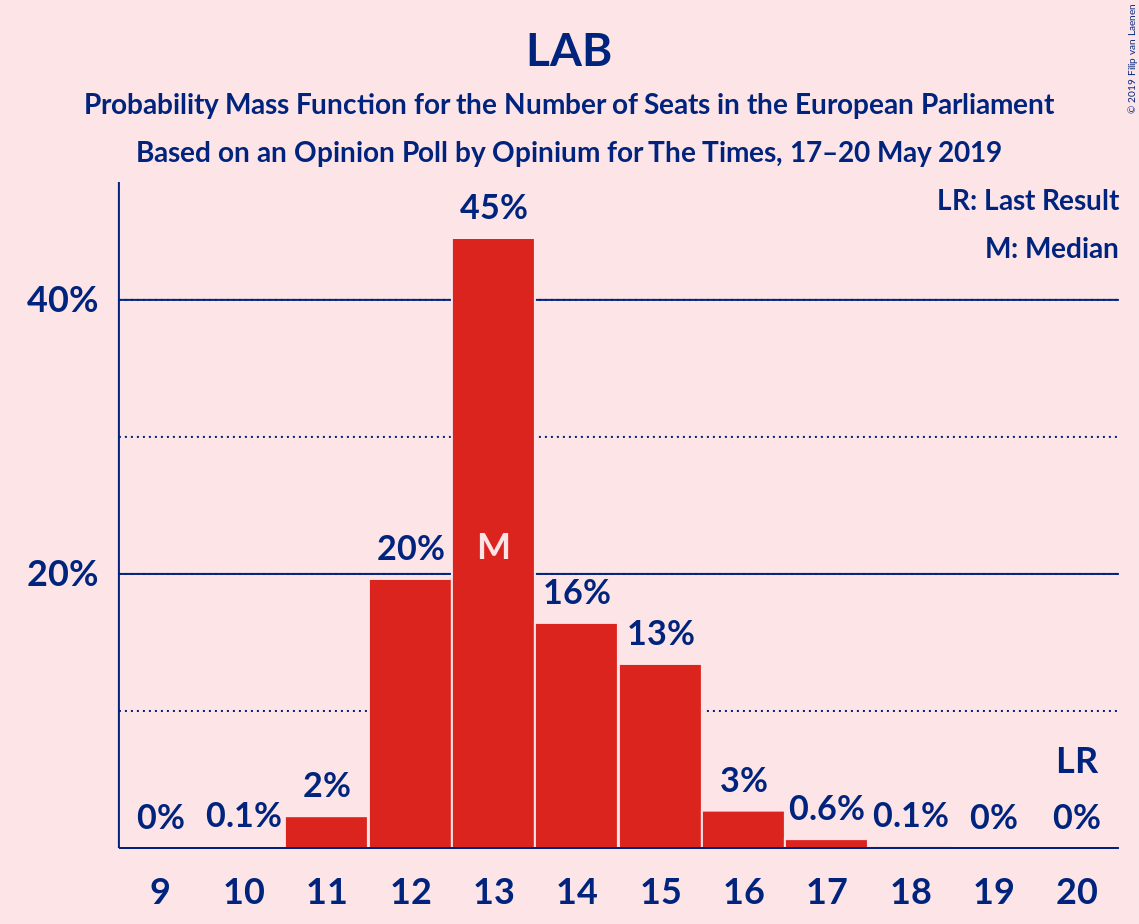 LAB
Probability Mass Function for the Number of Seats in the European Parliament
Based on an Opinion Poll by Opinium for The Times, 17–20 May 2019
© 2019 Filip van Laenen
LR: Last Result
M: Median
40%
20%
0%
0.1%
2%
20%
45%
M
16%
13%
3%
0.6%
0.1%
0%
LR
0%
9 10 11 12 13 14 15 16 17 18 19 20